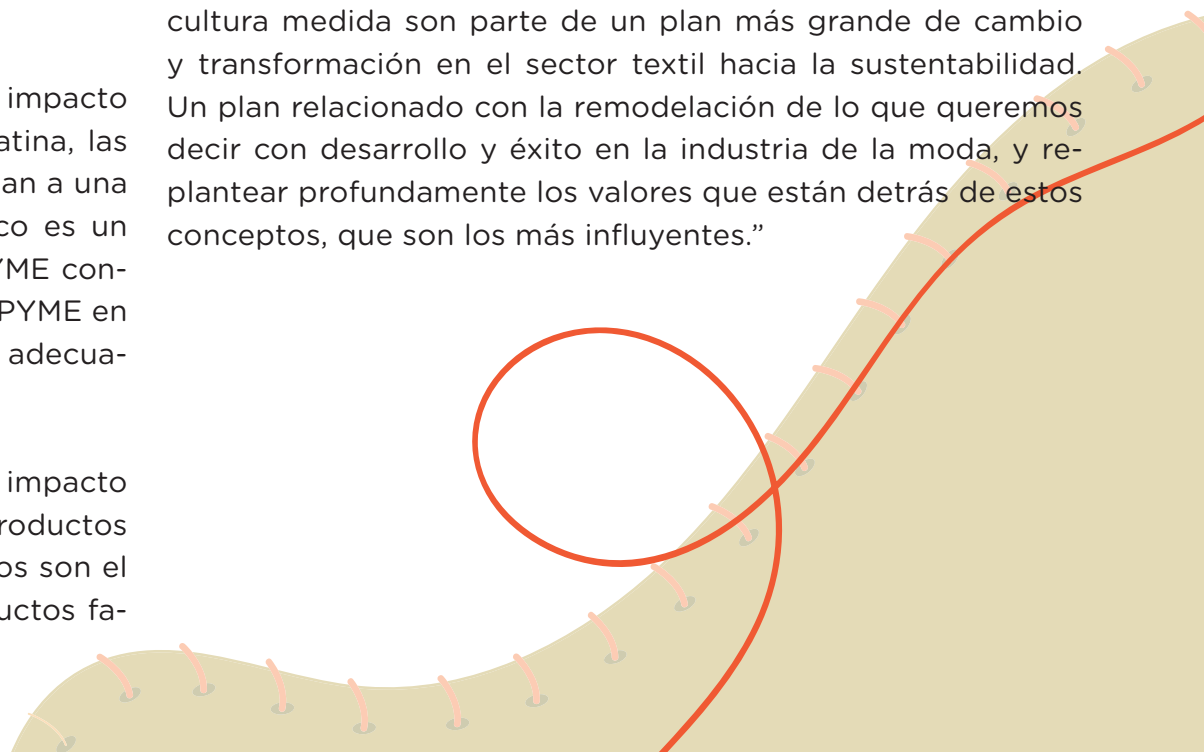 impacto
atina, las
an a una
co es un
YME con-
PYME en
adecua-
impacto
roductos
os son el
uctos fa-
cultura medida son parte de un plan más grande de cambio
y transformación en el sector textil hacia la sustentabilidad.
Un plan relacionado con la remodelación de lo que queremos
decir con desarrollo y éxito en la industria de la moda, y re-
plantear profundamente los valores que están detrás de estos
conceptos, que son los más influyentes.”